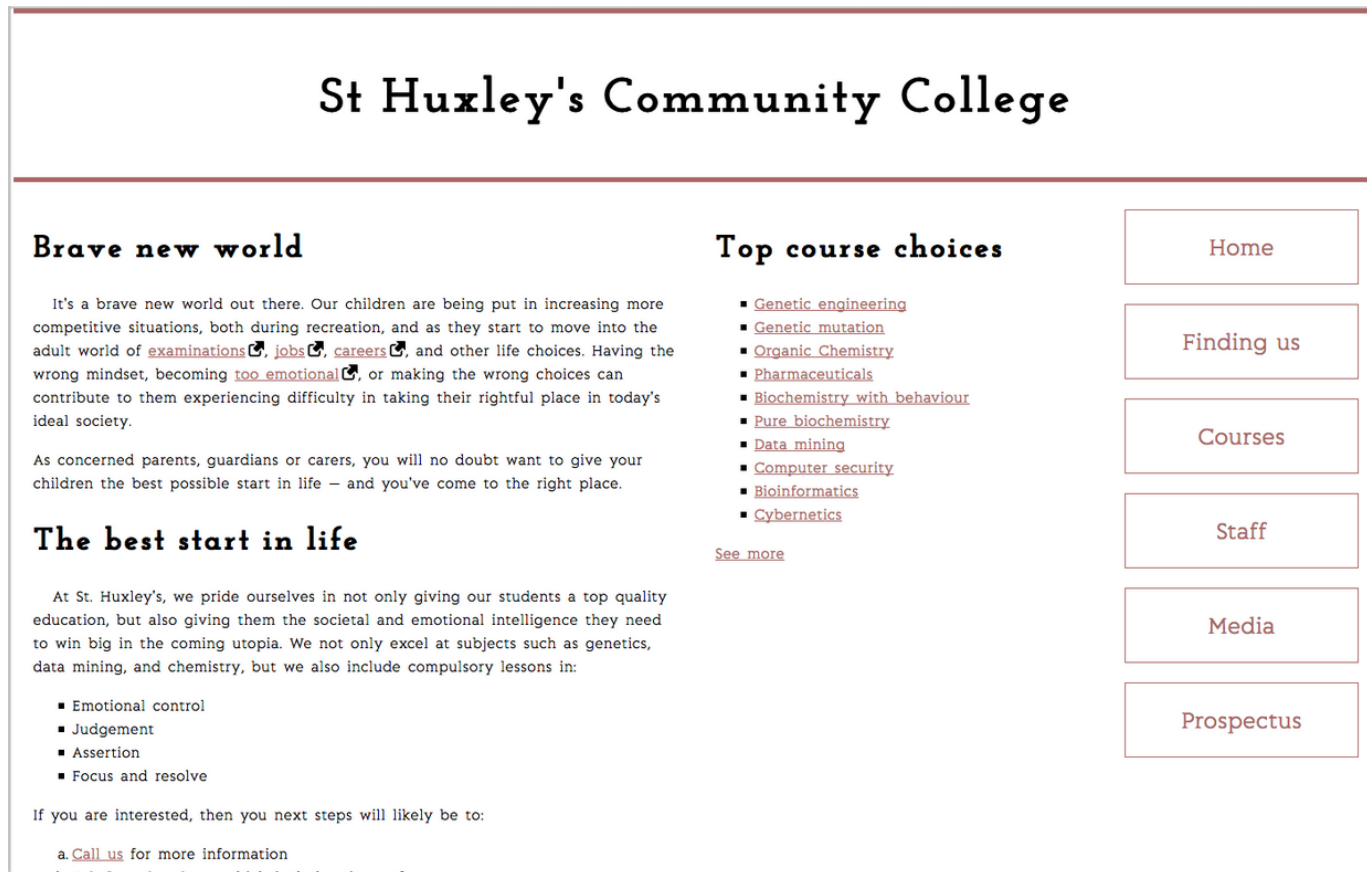 St Huxley's Community College
Brave new world
It's a brave new world out there. Our children are being put in increasing more
competitive situations, both during recreation, and as they start to move into the
adult world of examinations, jobs, careers, and other life choices. Having the
wrong mindset, becoming too emotional, or making the wrong choices can
contribute to them experiencing difficulty in taking their rightful place in today's
ideal society.
As concerned parents, guardians or carers, you will no doubt want to give your
children the best possible start in life — and you've come to the right place.
The best start in life
At St. Huxley's, we pride ourselves in not only giving our students a top quality
education, but also giving them the societal and emotional intelligence they need
to win big in the coming utopia. We not only excel at subjects such as genetics,
data mining, and chemistry, but we also include compulsory lessons in:
Emotional control
Judgement
Assertion
Focus and resolve
If you are interested, then you next steps will likely be to:
a. Call us for more information
Top course choices
Genetic engineering
Genetic mutation
Organic Chemistry
Pharmaceuticals
Biochemistry with behaviour
Pure biochemistry
Data mining
Computer security
Bioinformatics
Cybernetics
See more
Home
Finding us
Courses
Staff
Media
Prospectus